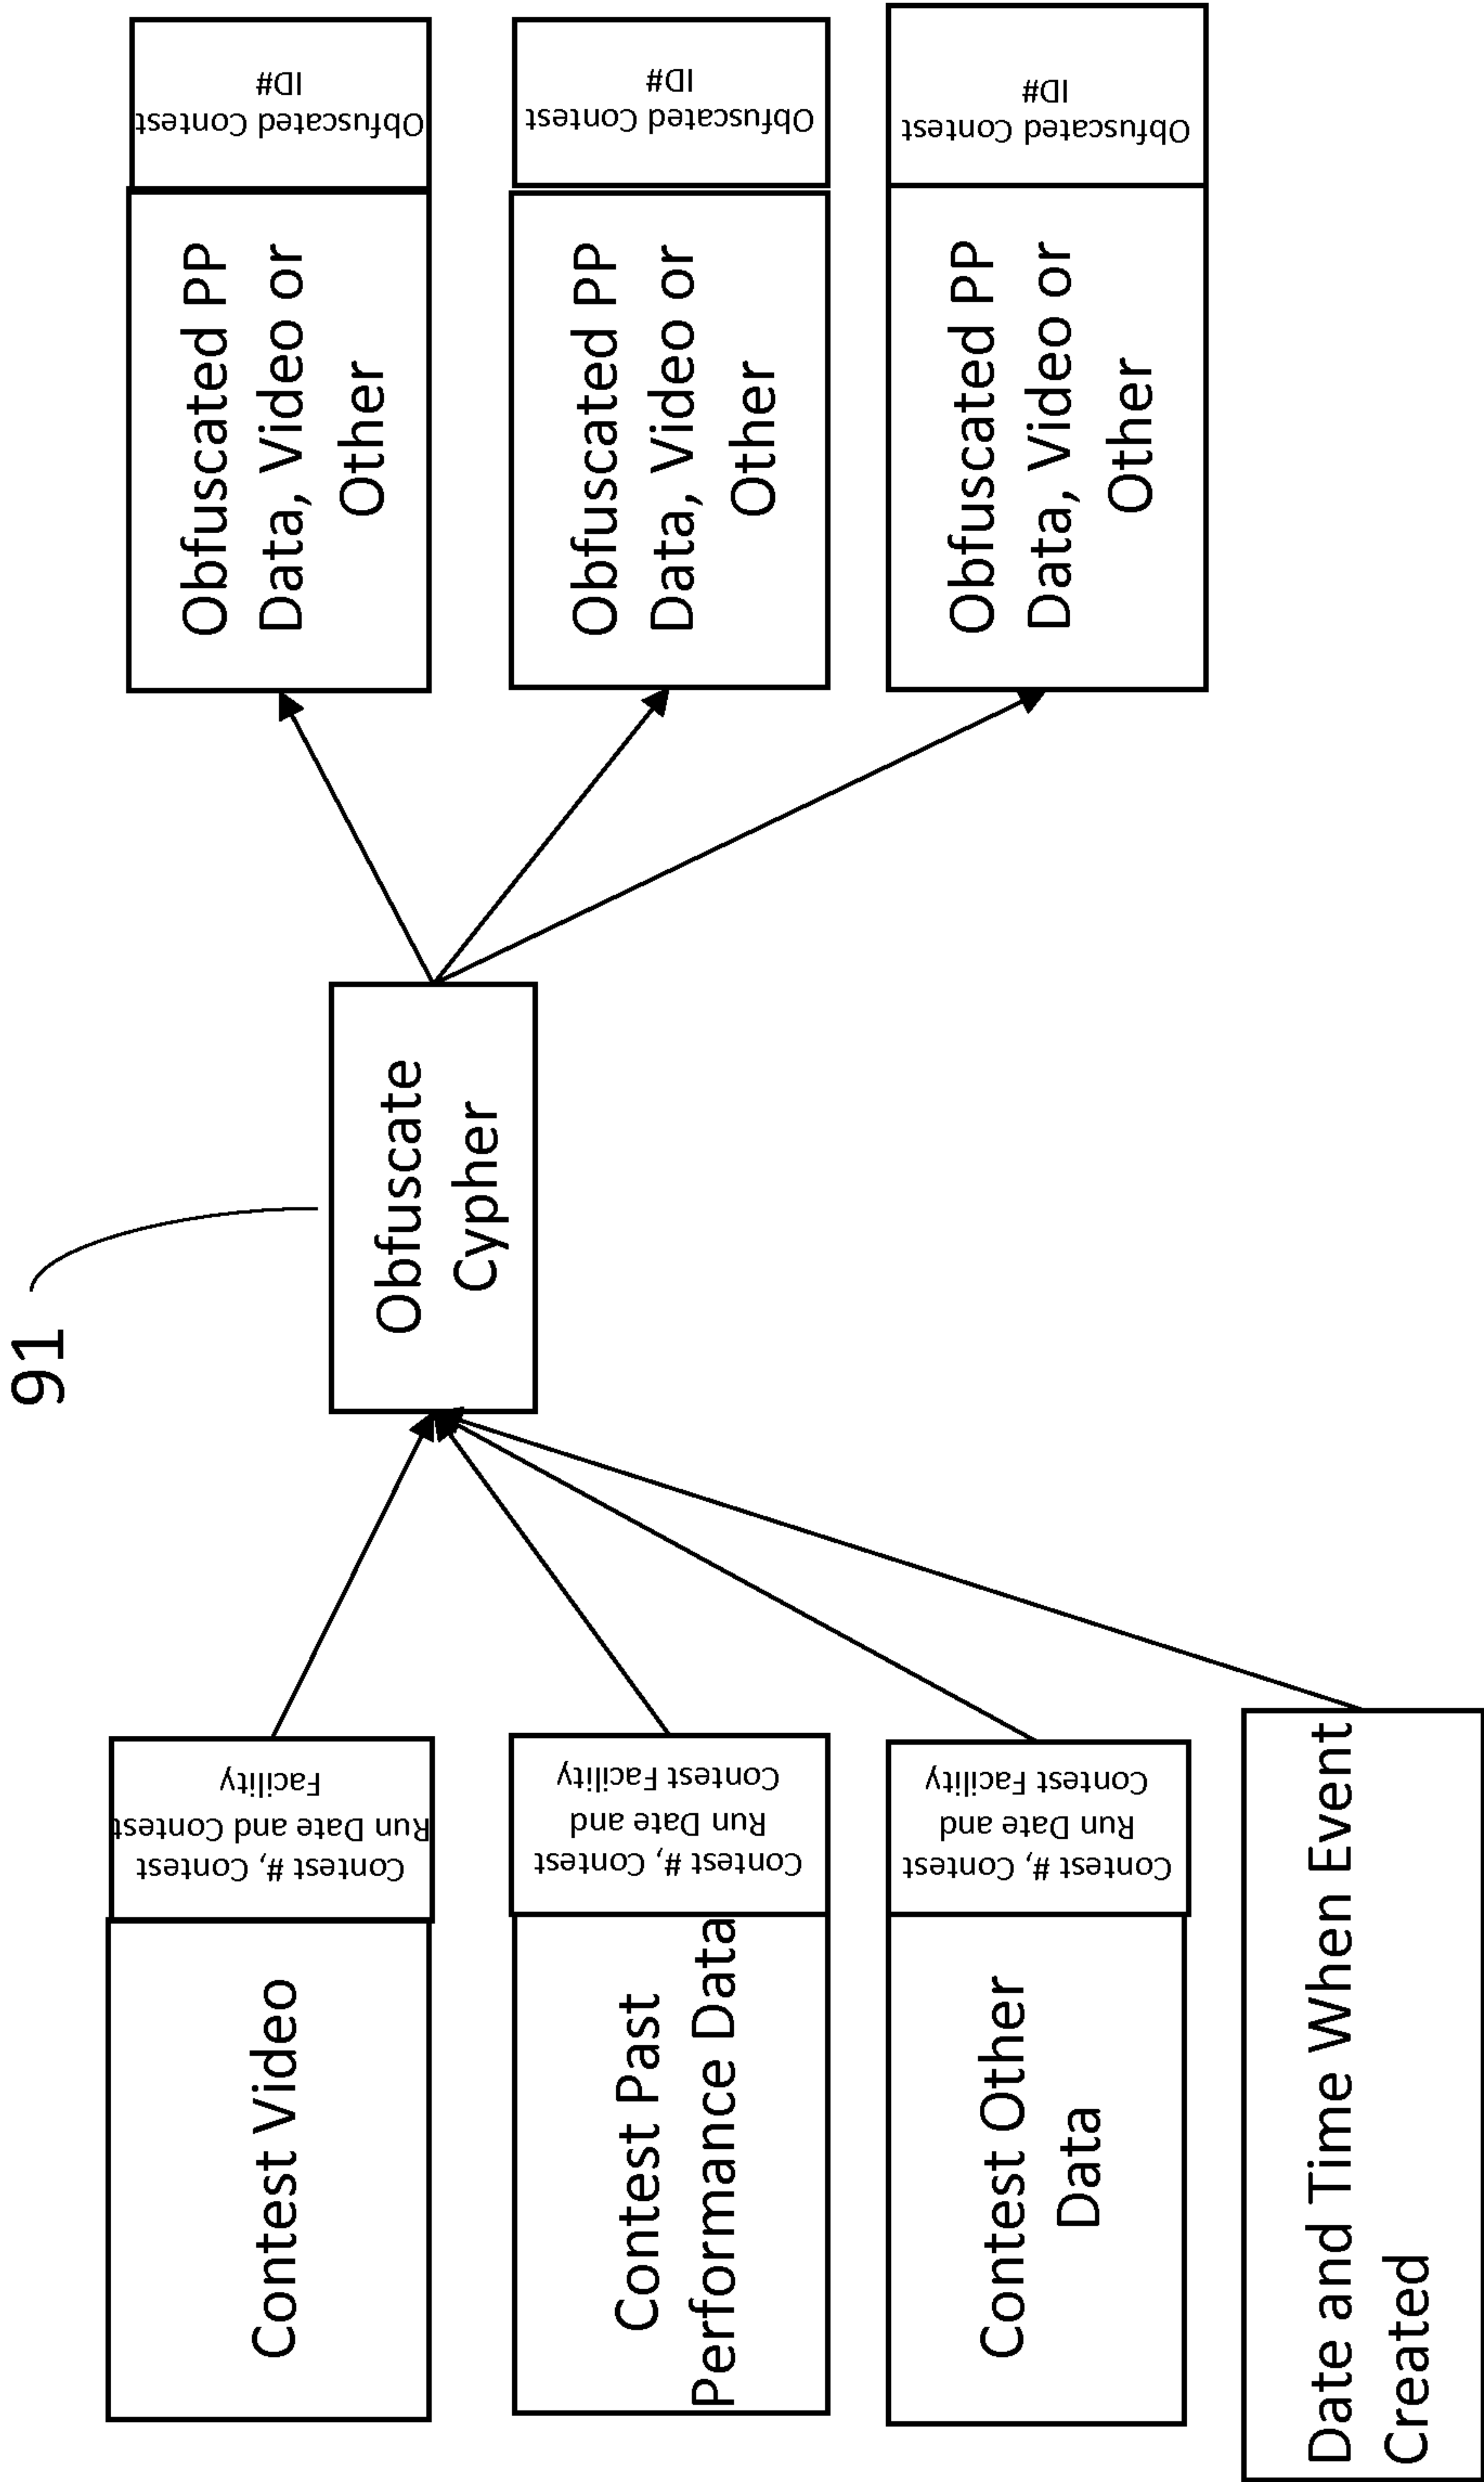 91
Contest Video
Contest #, Contest
Run Date and Contest
Facility
Contest Past
Performance Data
Contest #, Contest
Run Date and
Contest Facility
Contest Other
Data
Contest #, Contest
Run Date and
Contest Facility
Date and Time When Event
Created
Obfuscate
Cypher
Obfuscated PP
Data, Video or
Other
Obfuscated Contest
ID#
Obfuscated PP
Data, Video or
Other
Obfuscated Contest
ID#
Obfuscated PP
Data, Video or
Other
Obfuscated Contest
ID#